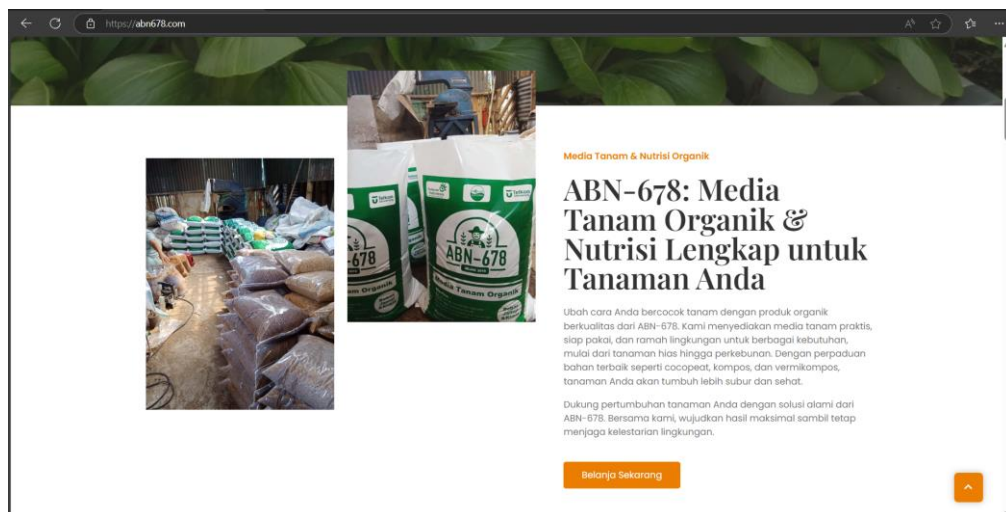 https://abn678.com
Media Tanam & Nutrisi Organik
ABN-678: Media
Tanam Organik &
Nutrisi Lengkap untuk
Tanaman Anda
Ubah cara Anda bercocok tanam dengan produk organik
berkualitas dari ABN-678. Kami menyediakan media tanam praktis,
siap pakai, dan ramah lingkungan untuk berbagai kebutuhan,
mulai dari tanaman hias hingga perkebunan. Dengan perpaduan
bahan terbaik seperti cocopeat, kompos, dan vermikompos,
tanaman Anda akan tumbuh lebih subur dan sehat.
Dukung pertumbuhan tanaman Anda dengan solusi alami dari
ABN-678. Bersama kami, wujudkan hasil maksimal sambil tetap
menjaga kelestarian lingkungan.
Belanja Sekarang
678
ABN-678
Media Tanam Organik
m Organik